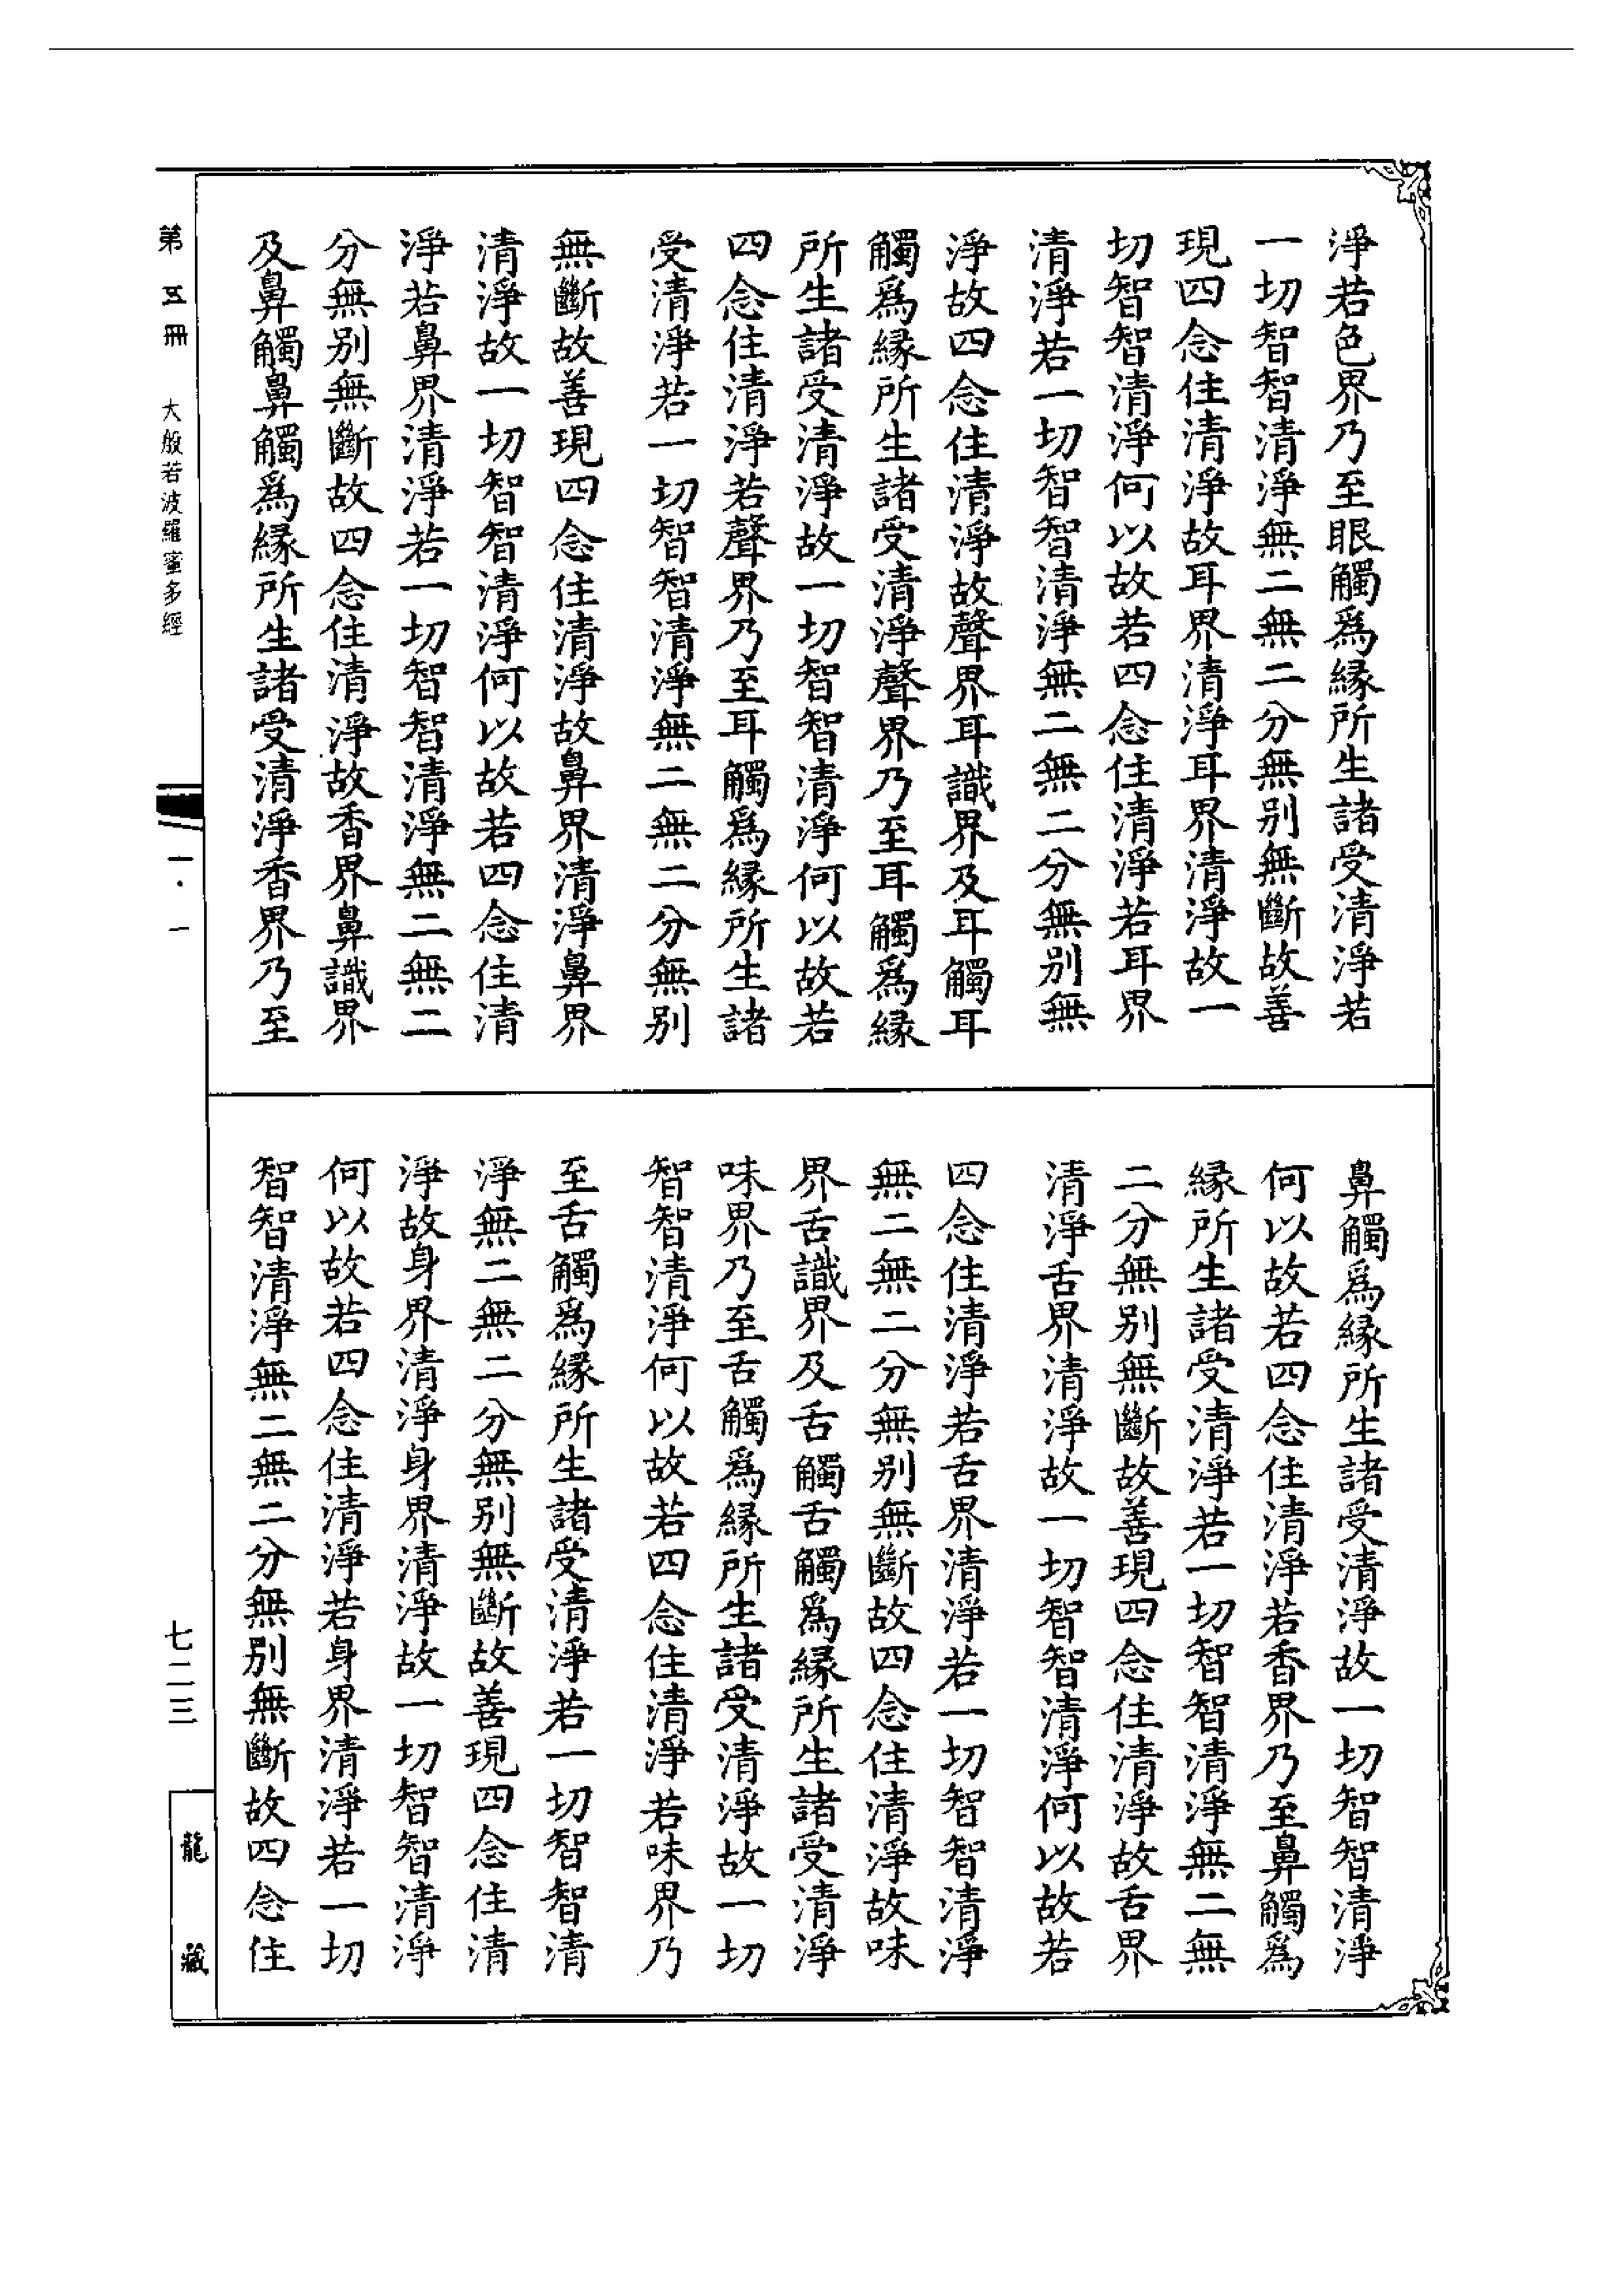 淨若色界乃至眼觸爲緣所生諸受清淨若
一切智智清淨無二無二分無別無斷故善
現四念住清淨故耳界清淨耳界清淨故一
切智智清淨何以故若四念住清淨若耳界
清淨若一切智智清淨無二無二分無別無
淨故四念住清淨故聲界耳識界及耳觸耳
觸爲緣所生諸受清淨聲界乃至耳觸爲緣
所生諸受清淨故一切智智清淨何以故若
四念住清淨若聲界乃至耳觸爲緣所生諸
受清淨若一切智智清淨無二無二分無別
無斷故善現四念住清淨故鼻界清淨鼻界
清淨故一切智智清淨何以故若四念住清
淨若鼻界清淨若一切智智清淨無二無二
分無別無斷故四念住清淨故香界鼻識界
及鼻觸鼻觸爲緣所生諸受清淨香界乃至
鼻觸爲緣所生諸受清淨故一切智智清淨
何以故若四念住清淨若香界乃至鼻觸爲
緣所生諸受清淨若一切智智清淨無二無
二分無別無斷故善現四念住清淨故舌界
清淨舌界清淨故一切智智清淨何以故若
四念住清淨若舌界清淨若一切智智清淨
無二無二分無別無斷故四念住清淨故味
界舌識界及舌觸舌觸爲緣所生諸受清淨
味界乃至舌觸爲緣所生諸受清淨故一切
智智清淨何以故若四念住清淨若味界乃
至舌觸爲緣所生諸受清淨若一切智智清
淨無二無二分無別無斷故善現四念住清
淨故身界清淨身界清淨故一切智智清淨
何以故若四念住清淨若身界清淨若一切
智智清淨無二無二分無別無斷故四念住
第五冊 大般若波羅蜜多經
一·一
七二三
龍藏